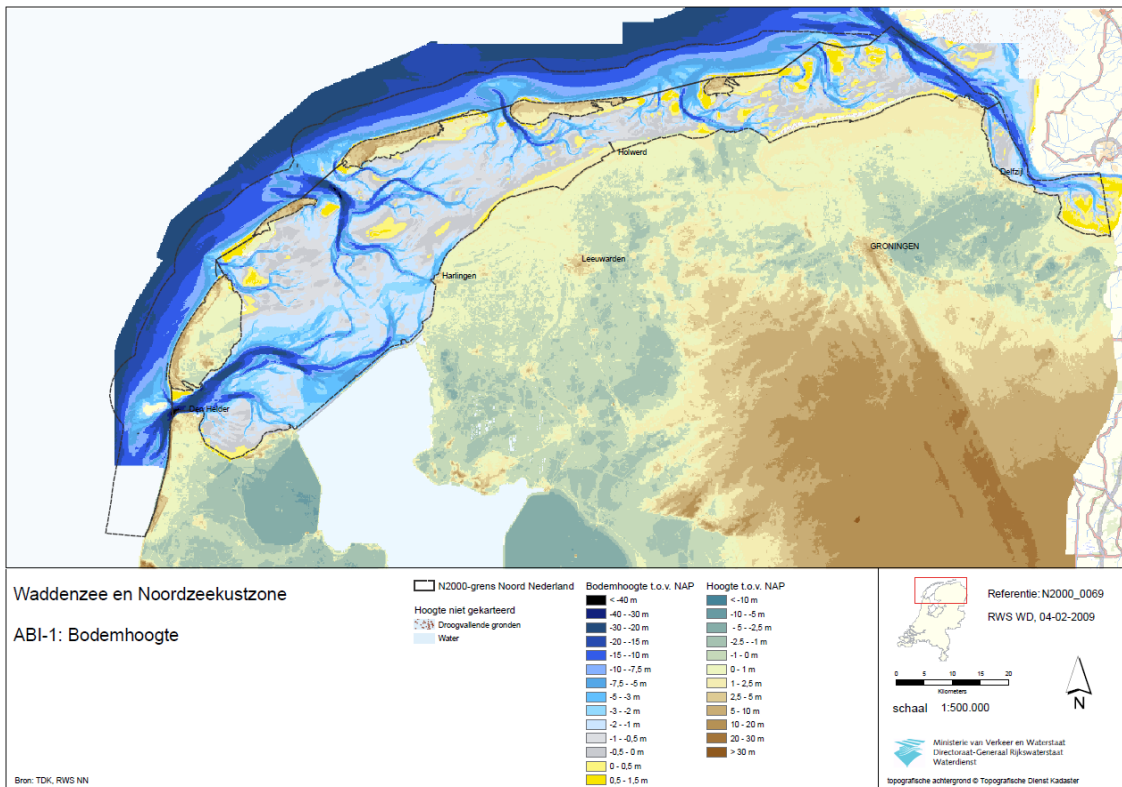 Holwerd
Delfzijl
GRONINGEN
Leeuwarden
Harlingen
Den Helder
Waddenzee en Noordzeekustzone
ABI-1: Bodemhoogte
Bron: TDK, RWS NN
N2000-grens Noord Nederland
Hoogte niet gekarteerd
Droogvallende gronden
Water
Bodemhoogte t.o.v. NAP
< -40 m
-40 - -30 m
-30 - -20 m
-20 - -15 m
-15 - -10 m
-10 - -7,5 m
-7,5 - -5 m
-5 - -3 m
-3 - -2 m
-2 - -1 m
-1 - -0,5 m
-0,5 - 0 m
0 - 0,5 m
0,5 - 1,5 m
Hoogte t.o.v. NAP
< -10 m
-10 - -5 m
- 5 - -2,5 m
-2.5 - -1 m
-1 - 0 m
0 - 1 m
1 - 2,5 m
2,5 - 5 m
5 - 10 m
10 - 20 m
20 - 30 m
> 30 m
Referentie: N2000_0069
RWS WD, 04-02-2009
0 5 10 15 20
Kilometers
schaal 1:500.000
N
Ministerie van Verkeer en Waterstaat
Directoraat-Generaal Rijkswaterstaat
Waterdienst
topografische achtergrond © Topografische Dienst Kadaster